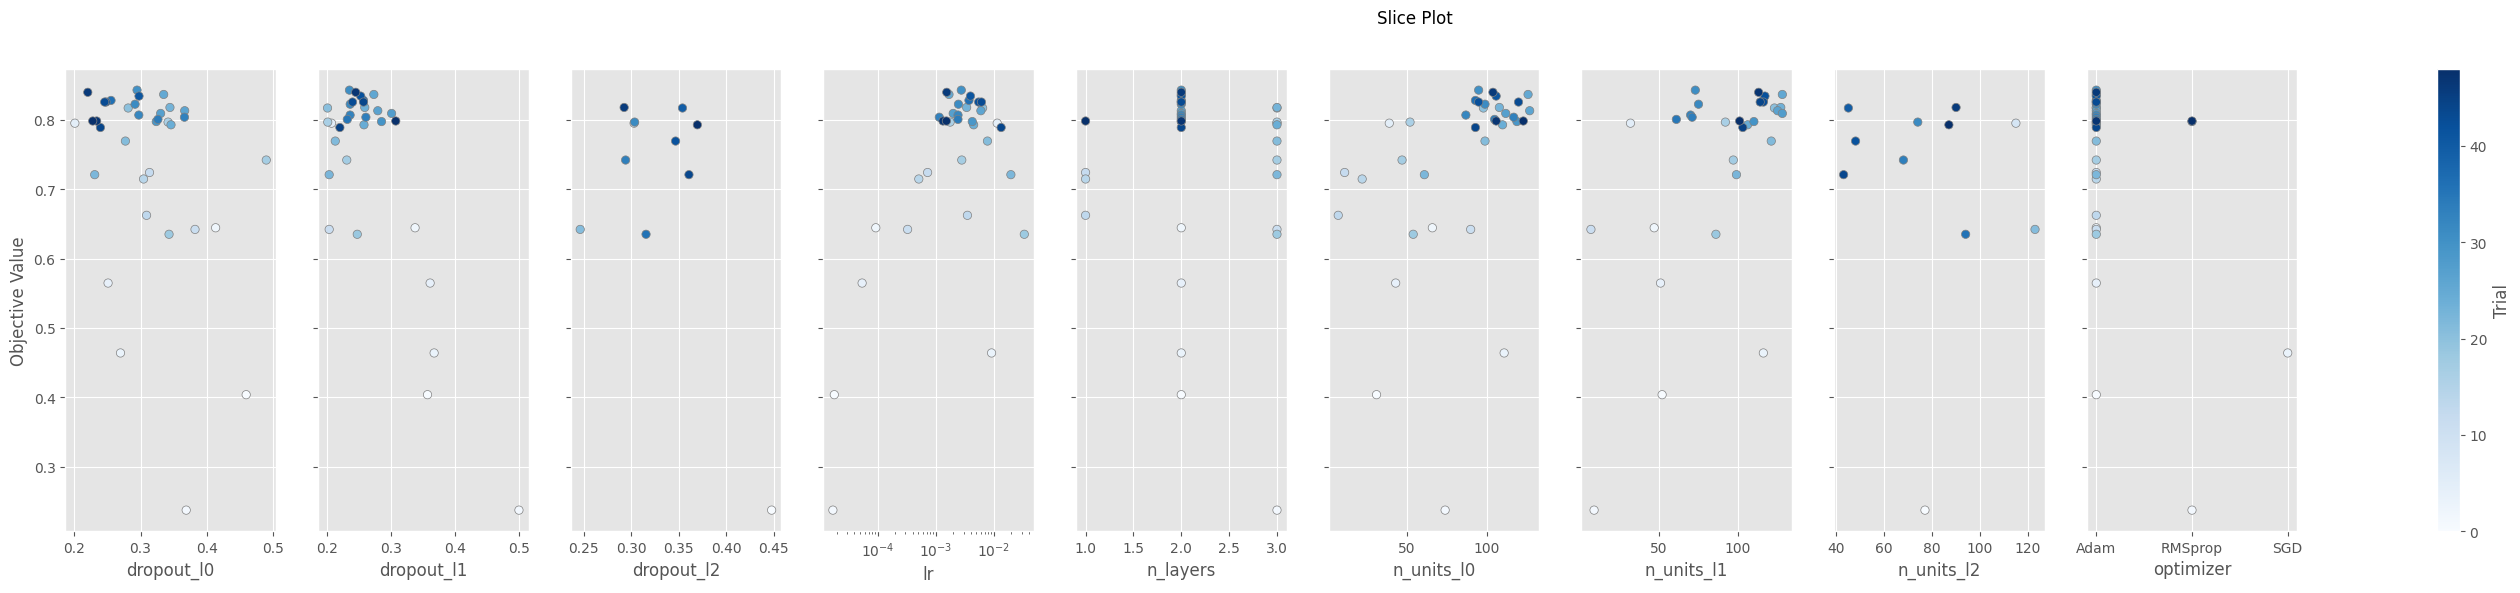 Slice Plot
Objective Value
0.8
0.7
0.6
0.5
0.4
0.3
0.2 0.3 0.4 0.5
dropout_l0
0.2 0.3 0.4 0.5
dropout_l1
0.25 0.30 0.35 0.40 0.45
dropout_l2
10⁻⁴ 10⁻³ 10⁻²
lr
1.0 1.5 2.0 2.5 3.0
n_layers
50 100
n_units_l0
50 100
n_units_l1
40 60 80 100 120
n_units_l2
Adam RMSprop SGD
optimizer
40
30
20
10
0
Trial